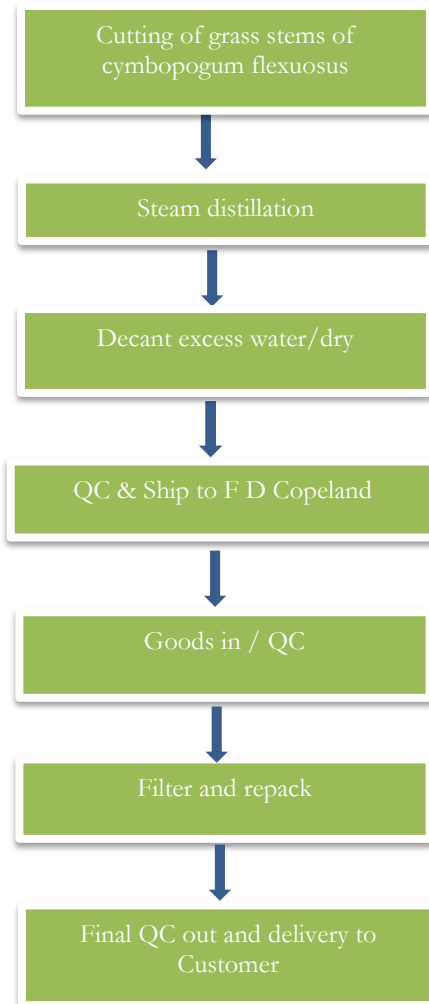 Cutting of grass stems of
cymbopogum flexuosus
Steam distillation
Decant excess water/dry
QC & Ship to F D Copeland
Goods in / QC
Filter and repack
Final QC out and delivery to
Customer